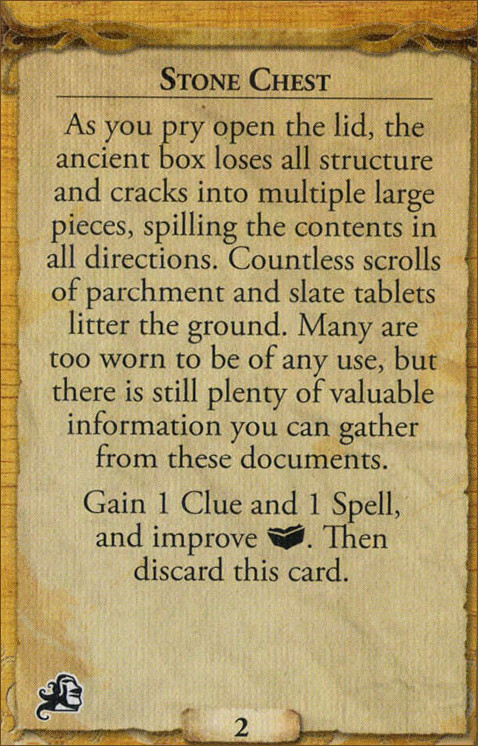 Stone Chest
As you pry open the lid, the
ancient box loses all structure
and cracks into multiple large
pieces, spilling the contents in
all directions. Countless scrolls
of parchment and slate tablets
litter the ground. Many are
too worn to be of any use, but
there is still plenty of valuable
information you can gather
from these documents.
Gain 1 Clue and 1 Spell,
and improve . Then
discard this card.
2